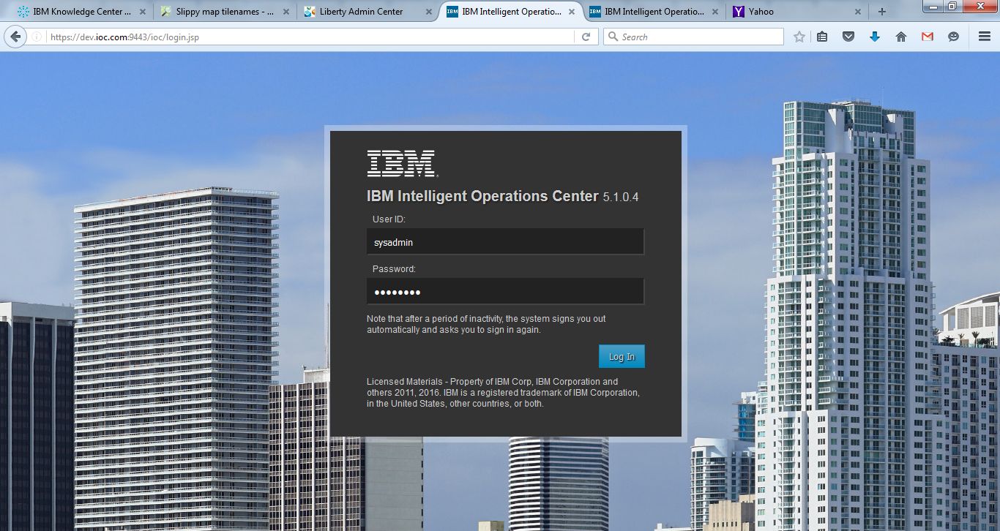 IBM Knowledge Center ...
Slippy map tilenames - ...
Liberty Admin Center
IBM Intelligent Operatio...
IBM Intelligent Operatio...
Yahoo
https://dev.ioc.com:9443/ioc/login.jsp
Search
IBM
IBM Intelligent Operations Center 5.1.0.4
User ID:
sysadmin
Password:
Note that after a period of inactivity, the system signs you out
automatically and asks you to sign in again.
Log In
Licensed Materials - Property of IBM Corp, IBM Corporation and
others 2011, 2016. IBM is a registered trademark of IBM Corporation,
in the United States, other countries, or both.